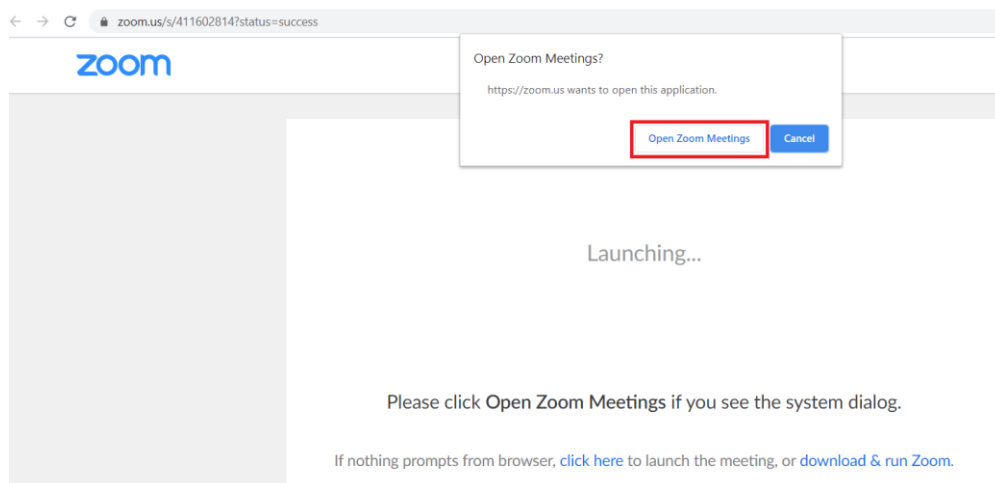 zoom.us/s/411602814?status=success
zoom
Open Zoom Meetings?
https://zoom.us wants to open this application.
Open Zoom Meetings Cancel
Launching...
Please click Open Zoom Meetings if you see the system dialog.
If nothing prompts from browser, click here to launch the meeting, or download & run Zoom.